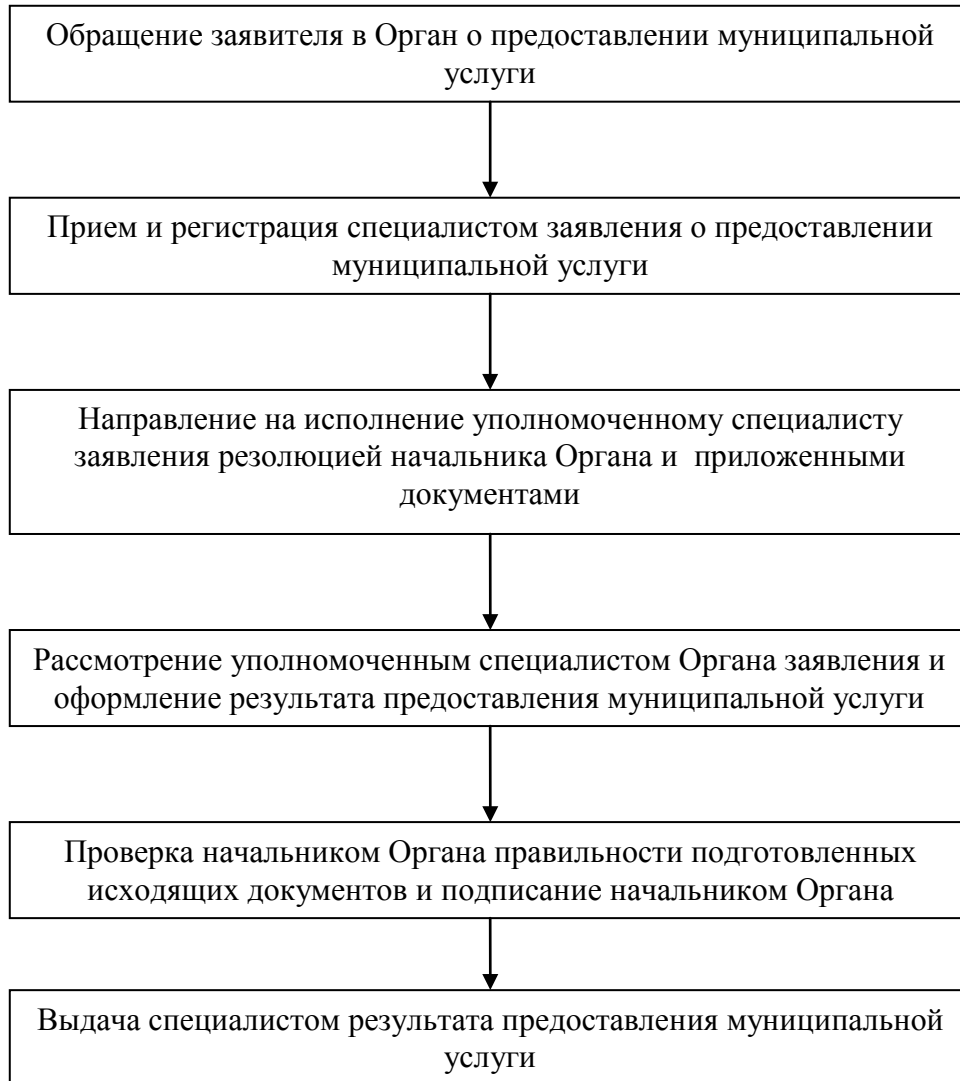 Обращение заявителя в Орган о предоставлении муниципальной
услуги
Прием и регистрация специалистом заявления о предоставлении
муниципальной услуги
Направление на исполнение уполномоченному специалисту
заявления резолюцией начальника Органа и  приложенными
документами
Рассмотрение уполномоченным специалистом Органа заявления и
оформление результата предоставления муниципальной услуги
Проверка начальником Органа правильности подготовленных
исходящих документов и подписание начальником Органа
Выдача специалистом результата предоставления муниципальной
услуги